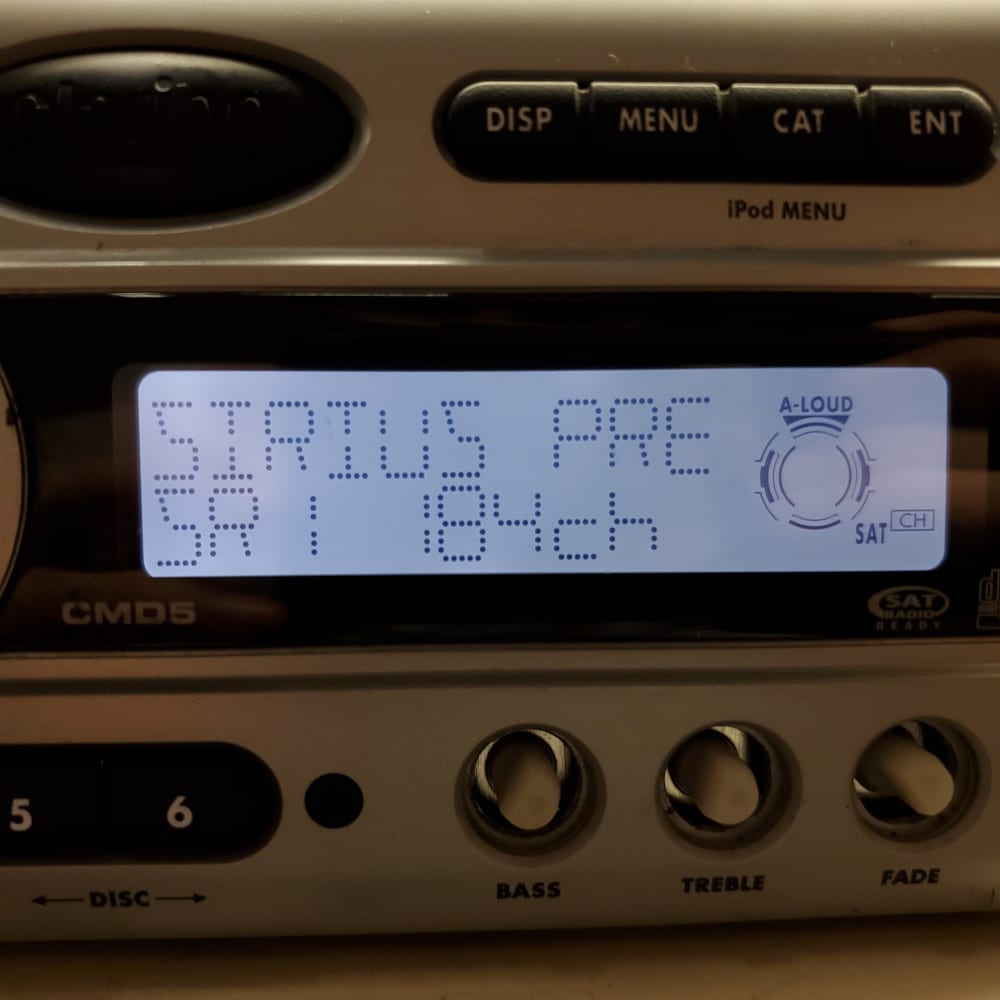 clarion
DISP MENU CAT ENT
iPod MENU
A-LOUD
SIRIUS PRE
SR 1 184ch
SAT CH
CMD5
SAT
RADIO
READY
5 6
DISC
BASS TREBLE FADE